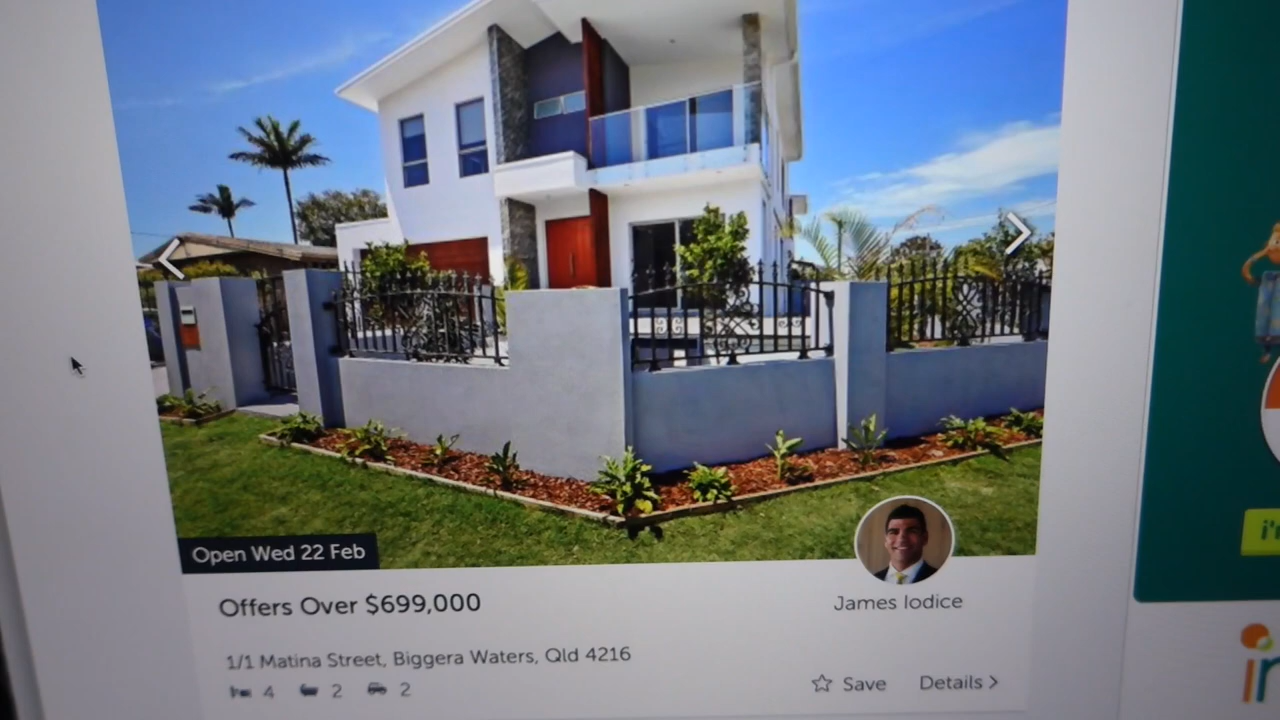 Open Wed 22 Feb
Offers Over $699,000
James Iodice
1/1 Matina Street, Biggera Waters, Qld 4216
4 2 2
Save Details